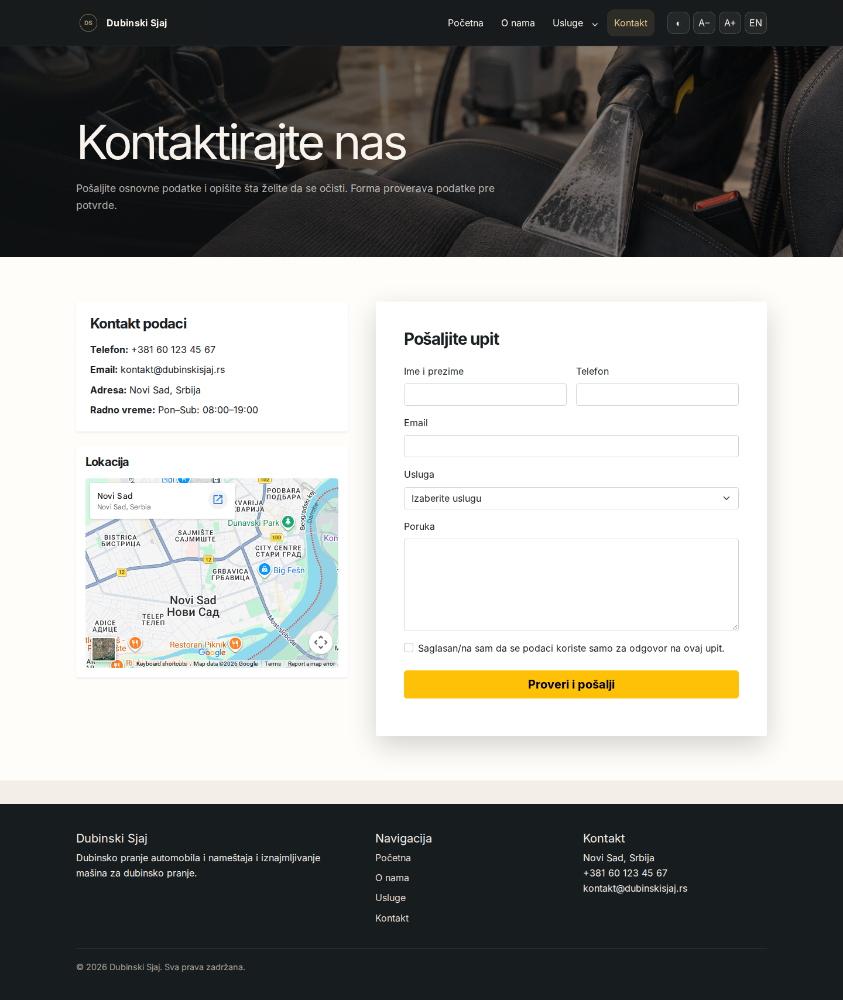 DS
Dubinski Sjaj
Početna
O nama
Usluge
Kontakt
A−
A+
EN
Kontaktirajte nas
Pošaljite osnovne podatke i opišite šta želite da se očisti. Forma proverava podatke pre
potvrde.
Kontakt podaci
Telefon: +381 60 123 45 67
Email: kontakt@dubinskisjaj.rs
Adresa: Novi Sad, Srbija
Radno vreme: Pon–Sub: 08:00–19:00
Lokacija
Lidl
102
Novi Sad
Novi Sad, Serbia
PODBARA
ПОДБАРА
Beogradski kej
Danube
Dunavski Park
BISTRICA
БИСТРИЦА
SAJMIŠTE
САЈМИШТЕ
100
CITY CENTRE
СТАРИ ГРАД
12
12
GRBAVICA
ГРБАВИЦА
Big Fešn
Novi Sad
Нови Сад
TELEP
ТЕЛЕП
ADICE
АДИЦЕ
Most slobode
Restoran Piknik
Google
Keyboard shortcuts
Map data ©2026 Google
Terms
Report a map error
Pošaljite upit
Ime i prezime
Telefon
Email
Usluga
Izaberite uslugu
Poruka
Saglasan/na sam da se podaci koriste samo za odgovor na ovaj upit.
Proveri i pošalji
Dubinski Sjaj
Dubinsko pranje automobila i nameštaja i iznajmljivanje
mašina za dubinsko pranje.
Navigacija
Početna
O nama
Usluge
Kontakt
Kontakt
Novi Sad, Srbija
+381 60 123 45 67
kontakt@dubinskisjaj.rs
© 2026 Dubinski Sjaj. Sva prava zadržana.